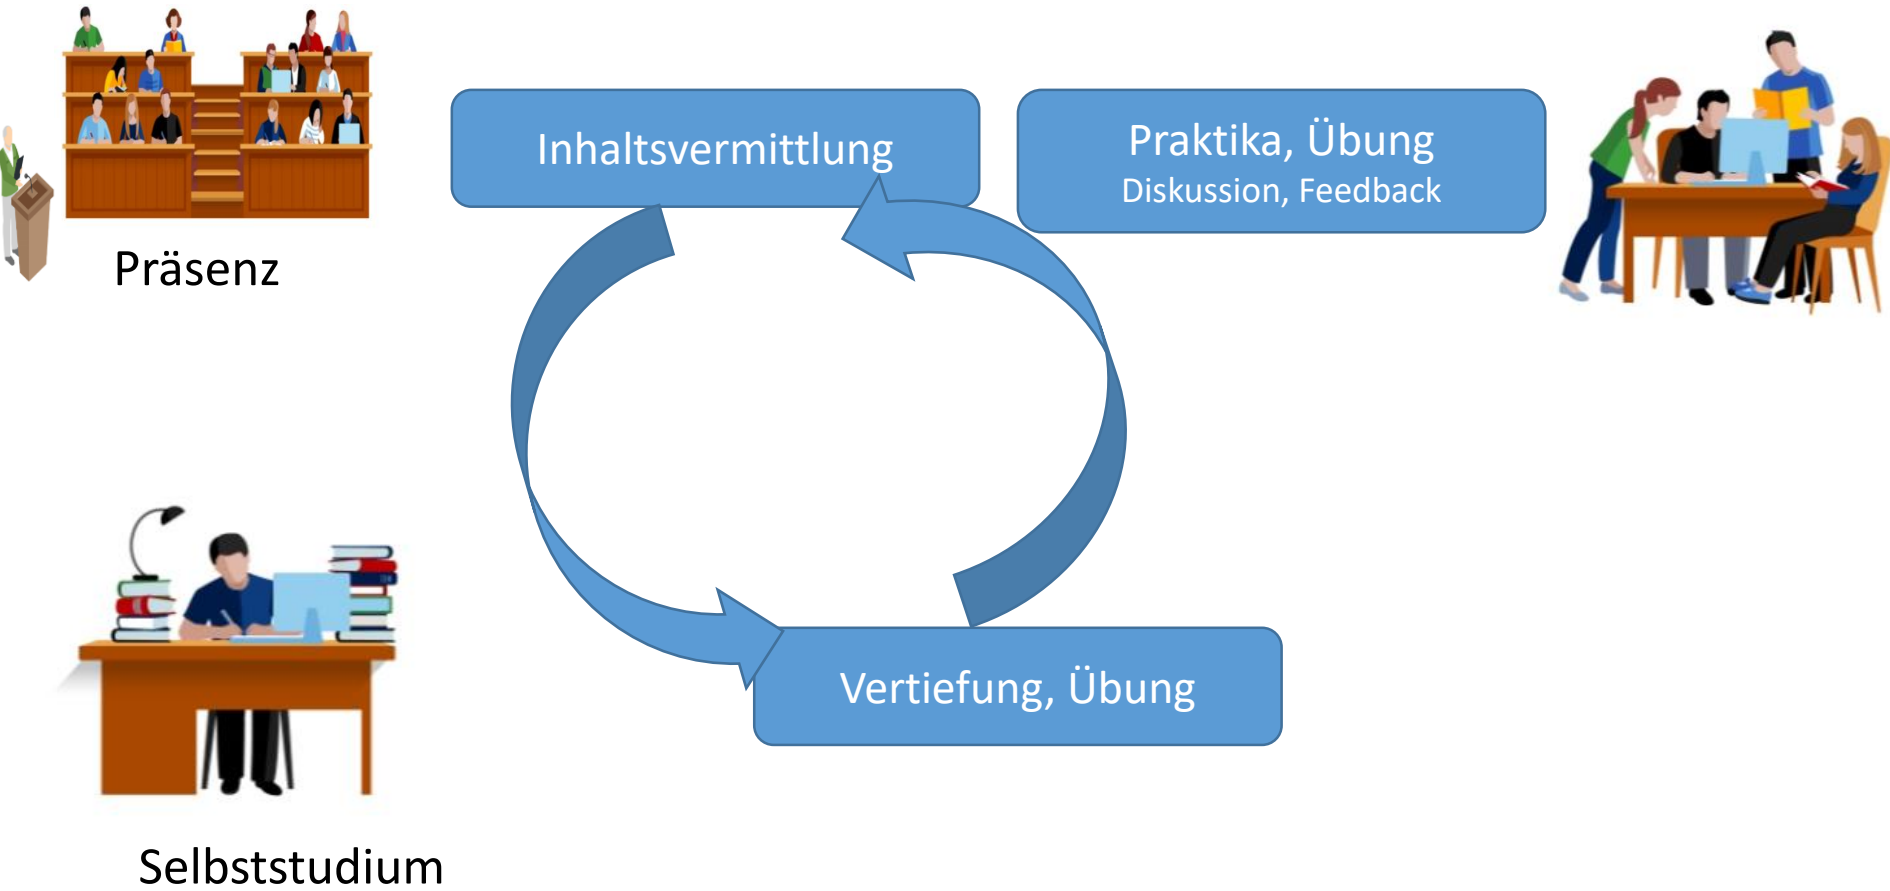 Inhaltsvermittlung
Praktika, Übung
Diskussion, Feedback
Präsenz
Vertiefung, Übung
Selbststudium